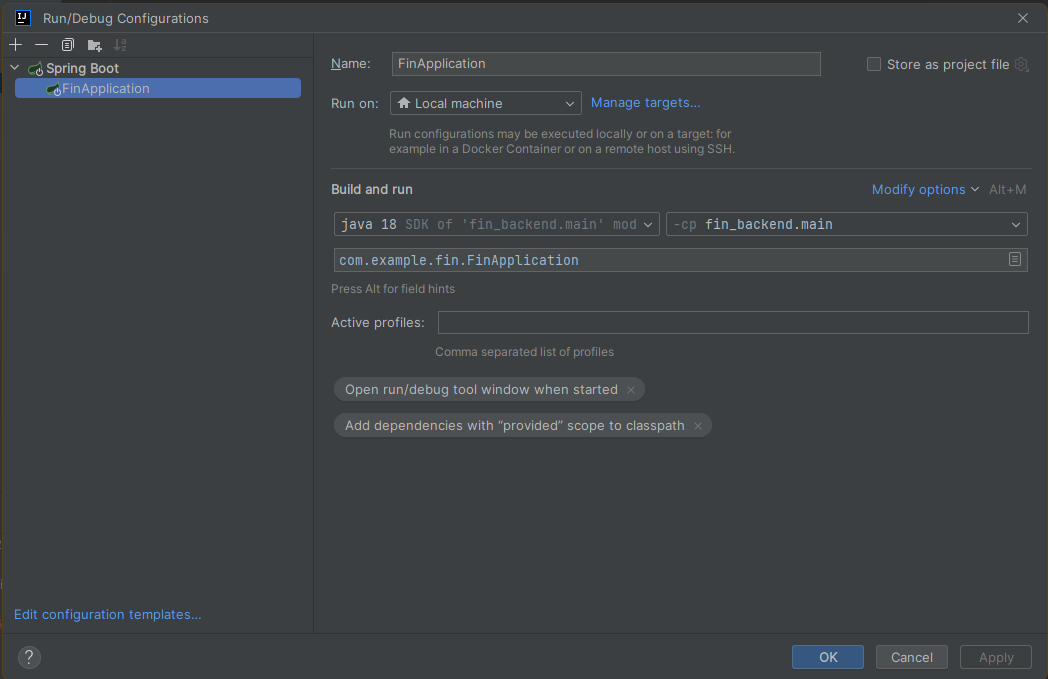 Run/Debug Configurations
Spring Boot
FinApplication
Name: FinApplication Store as project file
Run on: Local machine Manage targets...
Run configurations may be executed locally or on a target: for
example in a Docker Container or on a remote host using SSH.
Build and run Modify options Alt+M
java 18 SDK of 'fin_backend.main' mod -cp fin_backend.main
com.example.fin.FinApplication
Press Alt for field hints
Active profiles:
Comma separated list of profiles
Open run/debug tool window when started ×
Add dependencies with “provided” scope to classpath ×
Edit configuration templates...
? OK Cancel Apply